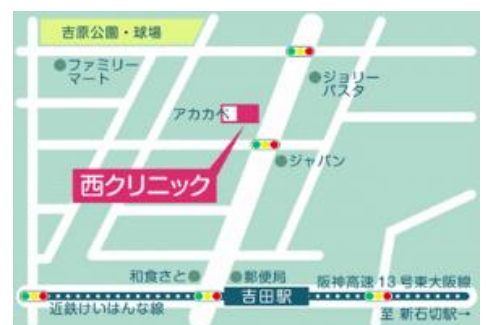 吉原公園・球場
ファミリー
マート
ジョリー
パスタ
アカカベ
ジャパン
西クリニック
和食さと
郵便局
阪神高速13号東大阪線
吉田駅
近鉄けいはんな線
至 新石切駅→